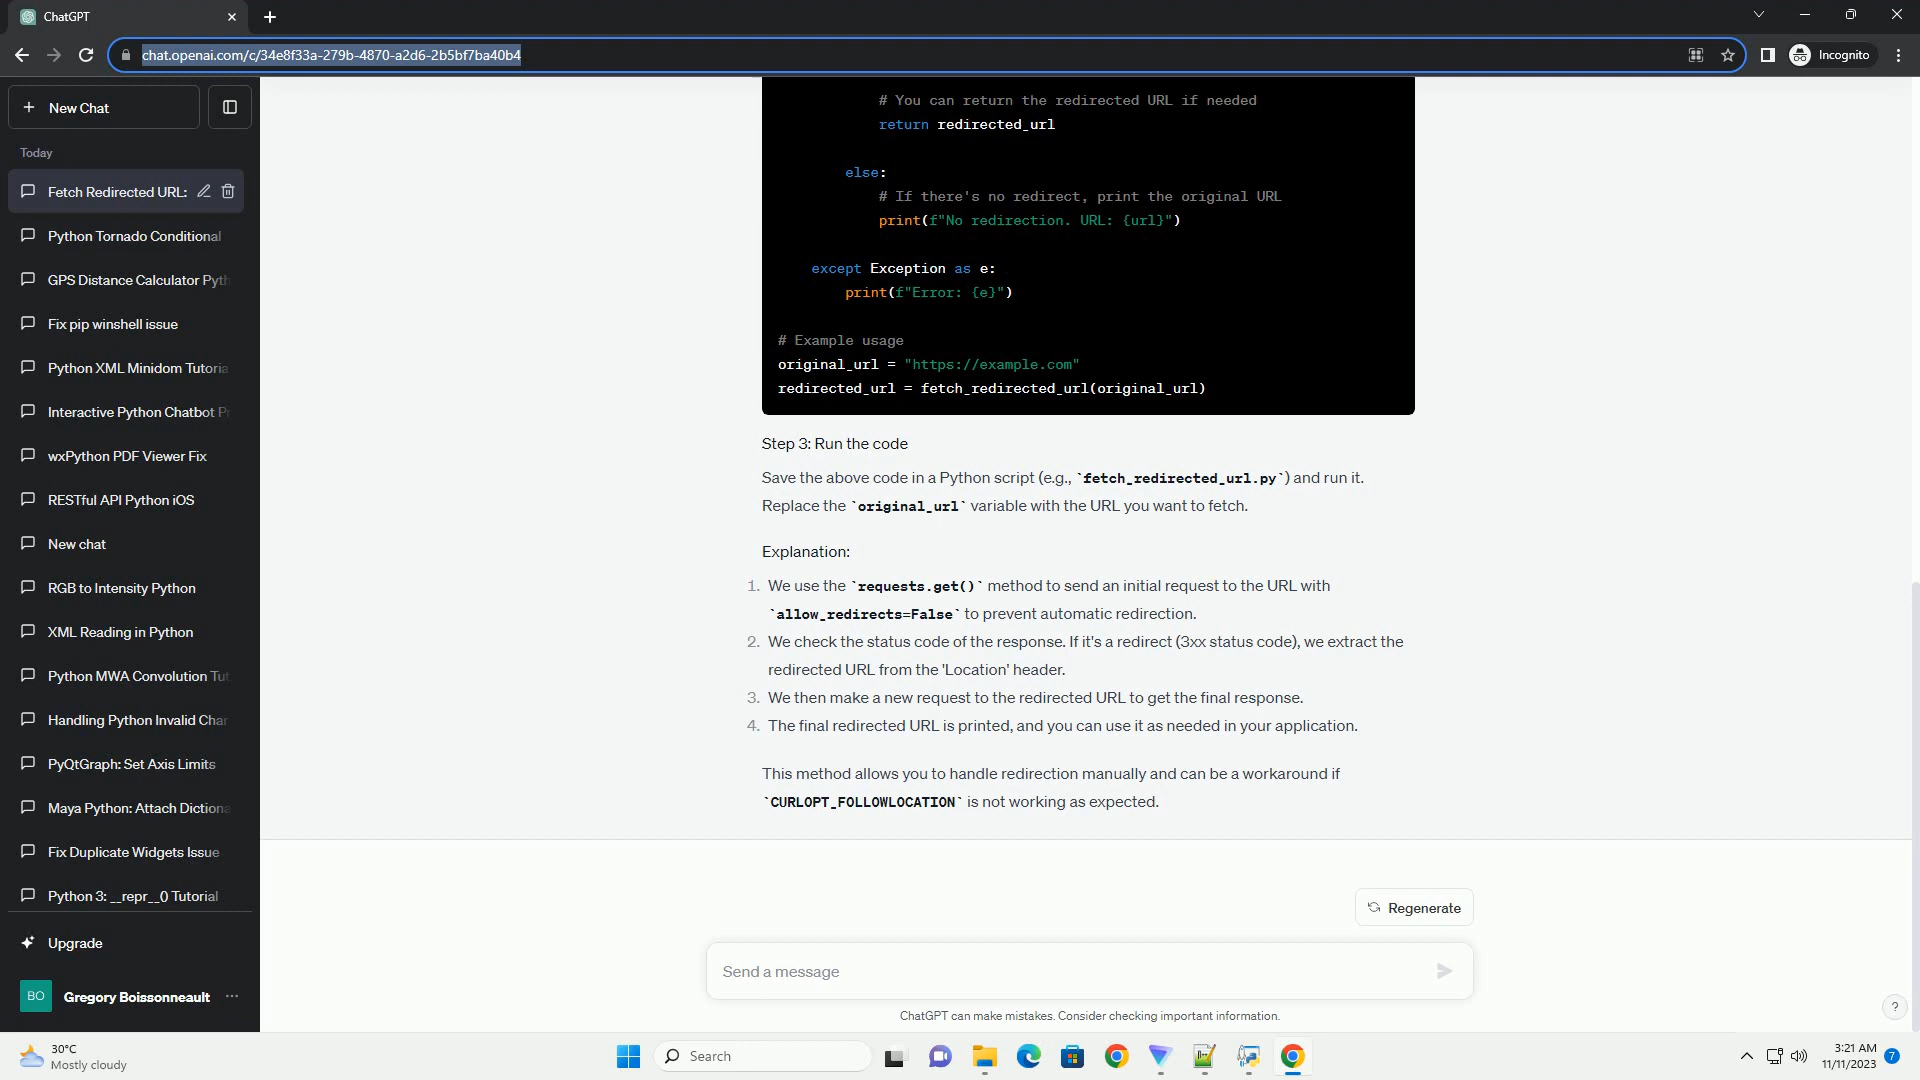 ChatGPT
chat.openai.com/c/34e8f33a-279b-4870-a2d6-2b5bf7ba40b4
Incognito
New Chat
Today
Fetch Redirected URL:
Python Tornado Conditional
GPS Distance Calculator Pyth
Fix pip winshell issue
Python XML Minidom Tutoria
Interactive Python Chatbot Pr
wxPython PDF Viewer Fix
RESTful API Python iOS
New chat
RGB to Intensity Python
XML Reading in Python
Python MWA Convolution Tut
Handling Python Invalid Char
PyQtGraph: Set Axis Limits
Maya Python: Attach Dictiona
Fix Duplicate Widgets Issue
Python 3: __repr__() Tutorial
Upgrade
BO
Gregory Boissonneault
# You can return the redirected URL if needed
return redirected_url
else:
# If there's no redirect, print the original URL
print(f"No redirection. URL: {url}")
except Exception as e:
print(f"Error: {e}")
# Example usage
original_url = "https://example.com"
redirected_url = fetch_redirected_url(original_url)
Step 3: Run the code
Save the above code in a Python script (e.g., `fetch_redirected_url.py`) and run it.
Replace the `original_url` variable with the URL you want to fetch.
Explanation:
1. We use the `requests.get()` method to send an initial request to the URL with
`allow_redirects=False` to prevent automatic redirection.
2. We check the status code of the response. If it's a redirect (3xx status code), we extract the
redirected URL from the 'Location' header.
3. We then make a new request to the redirected URL to get the final response.
4. The final redirected URL is printed, and you can use it as needed in your application.
This method allows you to handle redirection manually and can be a workaround if
`CURLOPT_FOLLOWLOCATION` is not working as expected.
Regenerate
Send a message
ChatGPT can make mistakes. Consider checking important information.
?
30°C
Mostly cloudy
Search
3:21 AM
11/11/2023
7